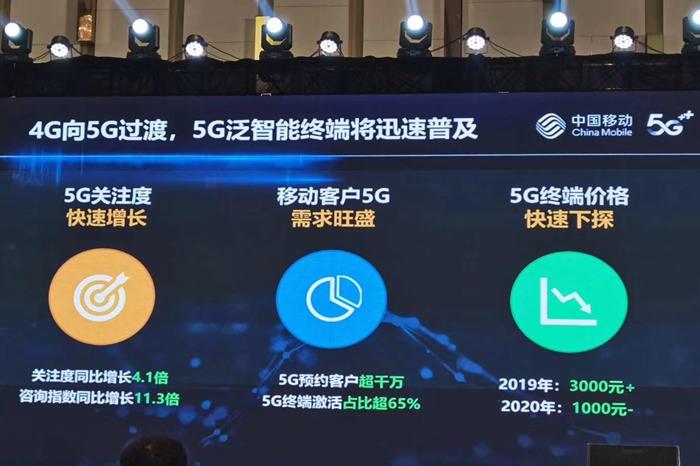 4G向5G过渡，5G泛智能终端将迅速普及
中国移动
China Mobile
5G++
5G关注度
快速增长
移动客户5G
需求旺盛
5G终端价格
快速下探
关注度同比增长4.1倍
咨询指数同比增长11.3倍
5G预约客户超千万
5G终端激活占比超65%
2019年：3000元+
2020年：1000元-